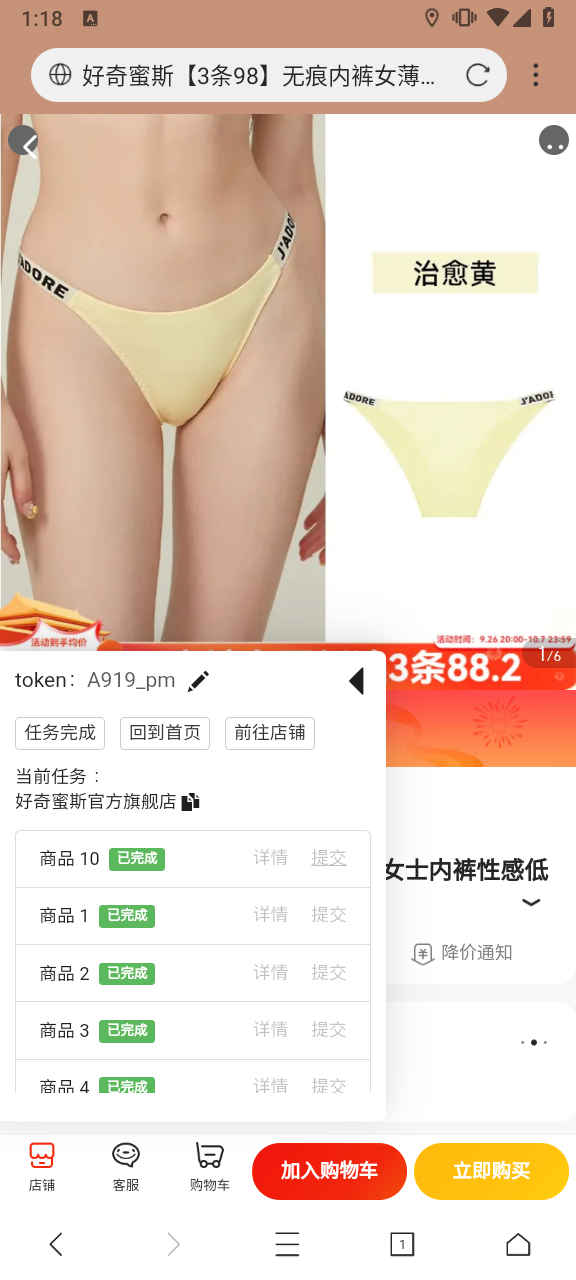 1:18
A
好奇蜜斯【3条98】无痕内裤女薄…
J'ADORE
治愈黄
J'ADORE
活动到手均价
活动时间：9.26 20:00-10.7 23:59
3条88.2
1/6
token： A919_pm
任务完成 回到首页 前往店铺
当前任务：
好奇蜜斯官方旗舰店
商品 10 已完成 详情 提交
商品 1 已完成 详情 提交
商品 2 已完成 详情 提交
商品 3 已完成 详情 提交
商品 4 已完成 详情 提交
女士内裤性感低
降价通知
店铺 客服 购物车 加入购物车 立即购买
1